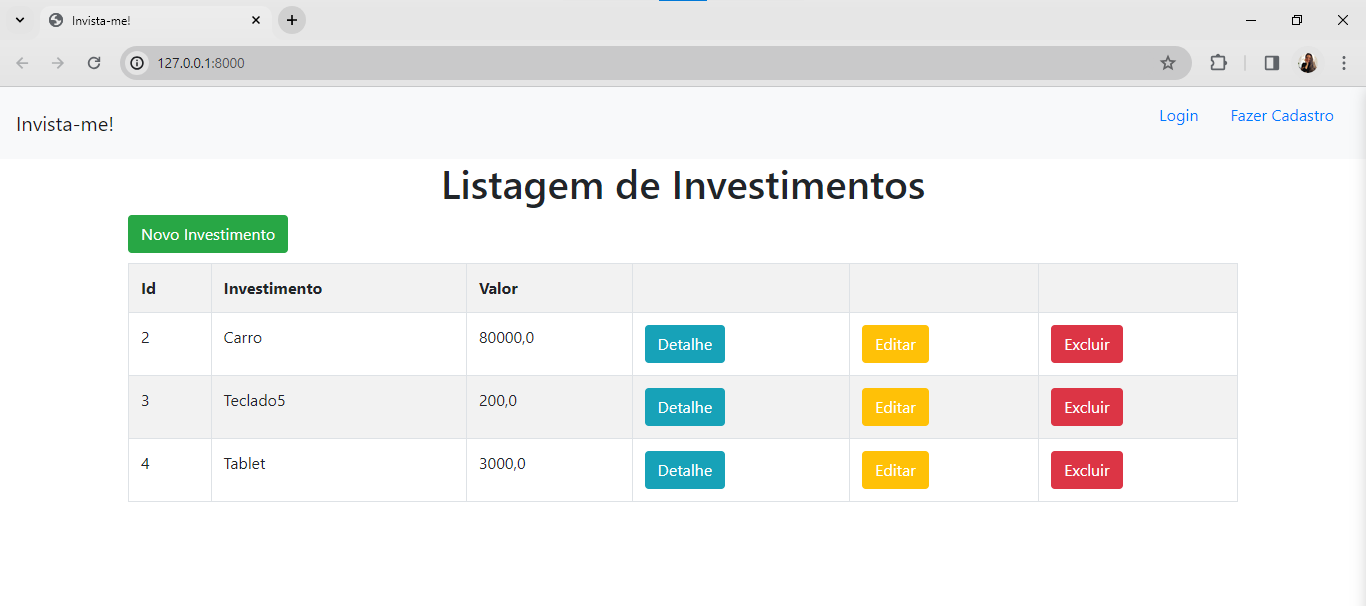 Invista-me!
127.0.0.1:8000
Invista-me!
Login Fazer Cadastro
Listagem de Investimentos
Novo Investimento
Id Investimento Valor
2 Carro 80000,0 Detalhe Editar Excluir
3 Teclado5 200,0 Detalhe Editar Excluir
4 Tablet 3000,0 Detalhe Editar Excluir